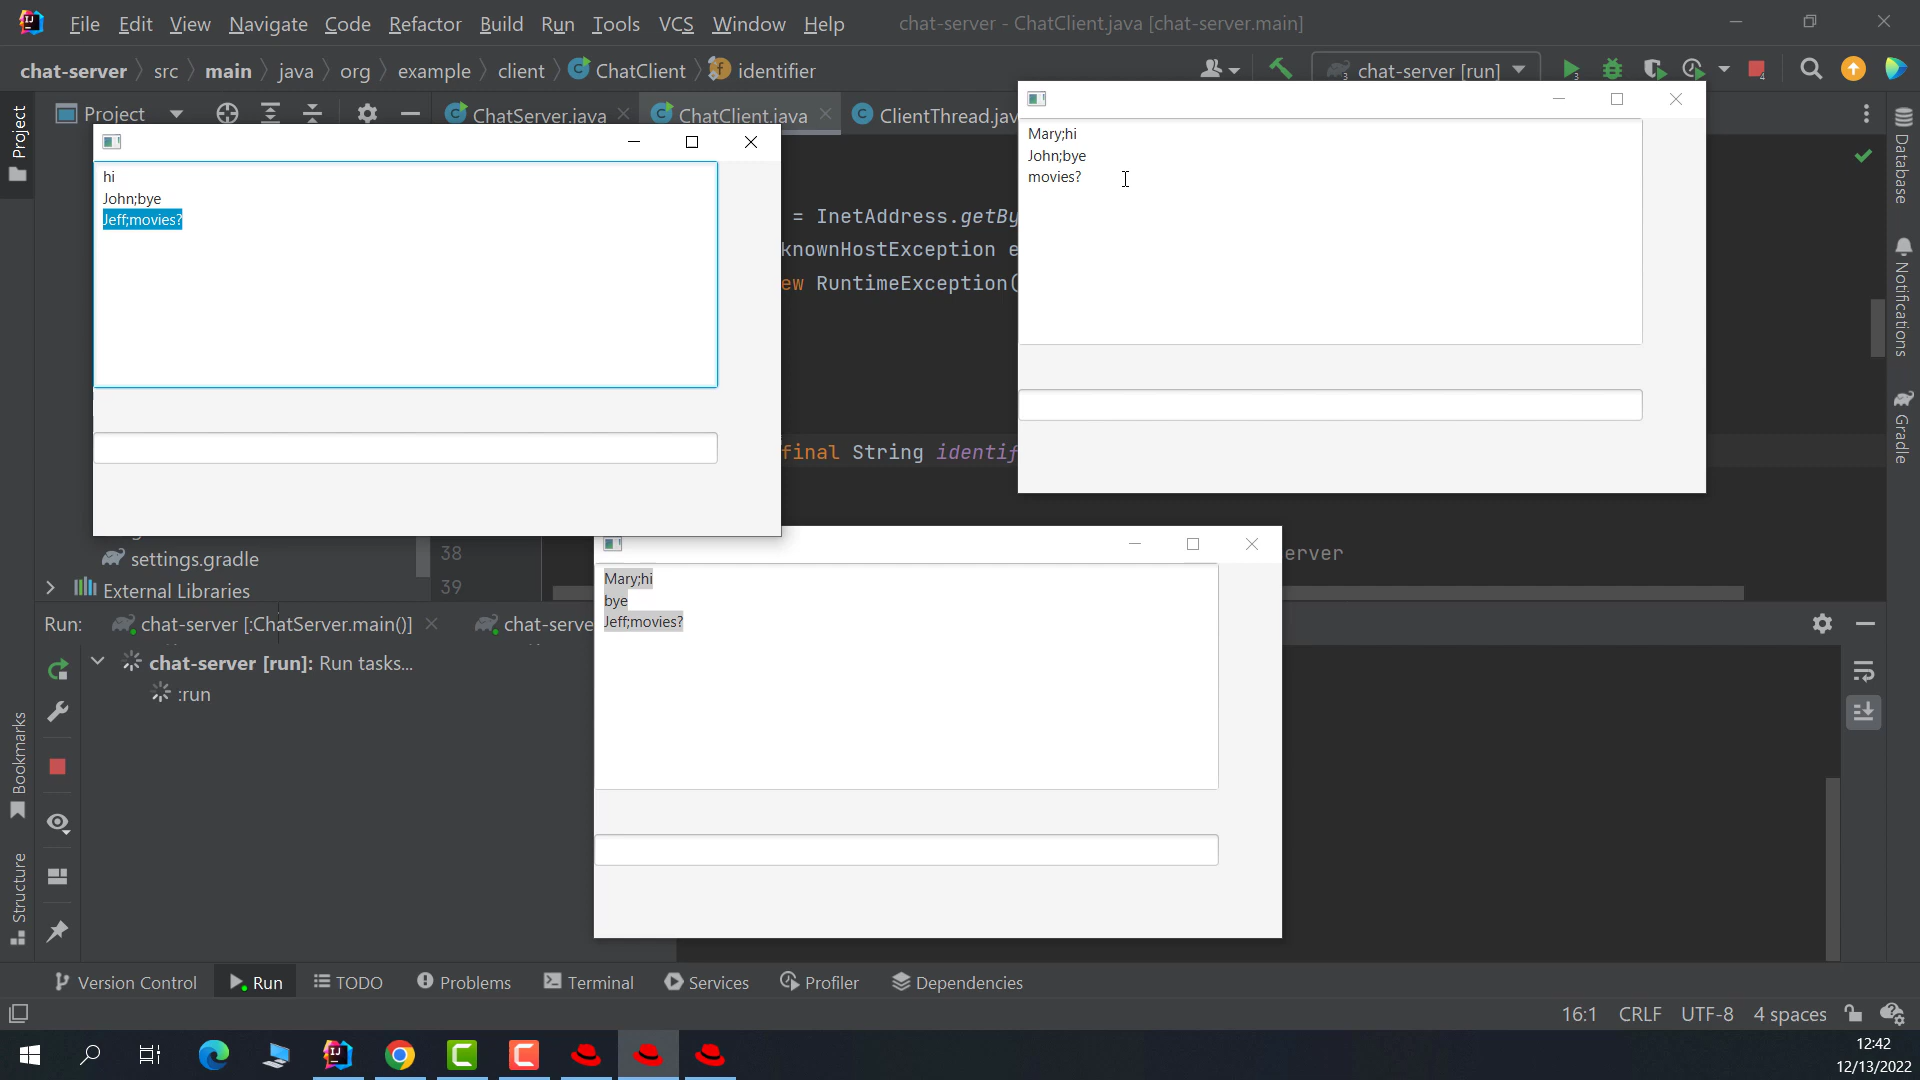 File Edit View Navigate Code Refactor Build Run Tools VCS Window Help chat-server - ChatClient.java [chat-server.main]
chat-server src main java org example client ChatClient identifier
chat-server [run]
Project
ChatServer.java
ChatClient.java
ClientThread.jav
Project
hi
John;bye
Jeff;movies?
Mary;hi
John;bye
movies?
= InetAddress.getBy
knownHostException e
ew RuntimeException(
final String identif
Database
Notifications
Gradle
settings.gradle
External Libraries
38
39
erver
Mary;hi
bye
Jeff;movies?
Run: chat-server [:ChatServer.main()] chat-serve
chat-server [run]: Run tasks...
:run
Bookmarks
Structure
Version Control Run TODO Problems Terminal Services Profiler Dependencies
16:1 CRLF UTF-8 4 spaces
12:42
12/13/2022